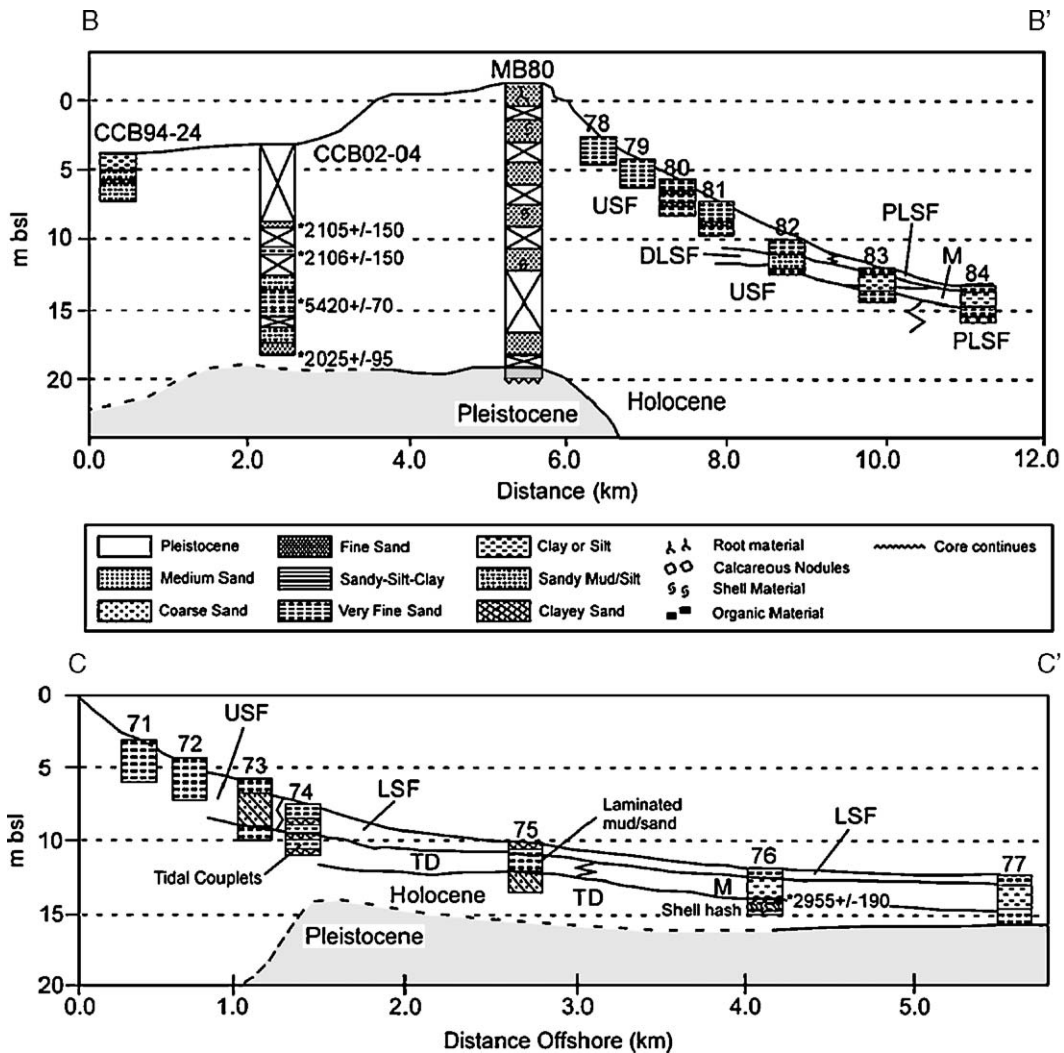 B B'
MB80
0
CCB94-24
CCB02-04
78
79
80
81
82
83
84
5
10
15
20
m bsl
*2105+/-150
*2106+/-150
*5420+/-70
*2025+/-95
USF
DLSF
USF
PLSF
M
PLSF
Pleistocene
Holocene
0.0 2.0 4.0 6.0 8.0 10.0 12.0
Distance (km)
Pleistocene Fine Sand Clay or Silt Root material Core continues
Medium Sand Sandy-Silt-Clay Sandy Mud/Silt Calcareous Nodules
Coarse Sand Very Fine Sand Clayey Sand Shell Material
Organic Material
C C'
0
5
10
15
20
m bsl
71
72
73
74
75
76
77
USF
LSF
Laminated
mud/sand
LSF
Tidal Couplets
TD
Holocene
TD
M
Shell hash
*2955+/-190
Pleistocene
0.0 1.0 2.0 3.0 4.0 5.0
Distance Offshore (km)